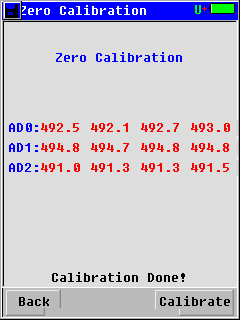 Zero Calibration U+
Zero Calibration
AD0:492.5 492.1 492.7 493.0
AD1:494.8 494.7 494.8 494.8
AD2:491.0 491.3 491.3 491.5
Calibration Done!
Back Calibrate